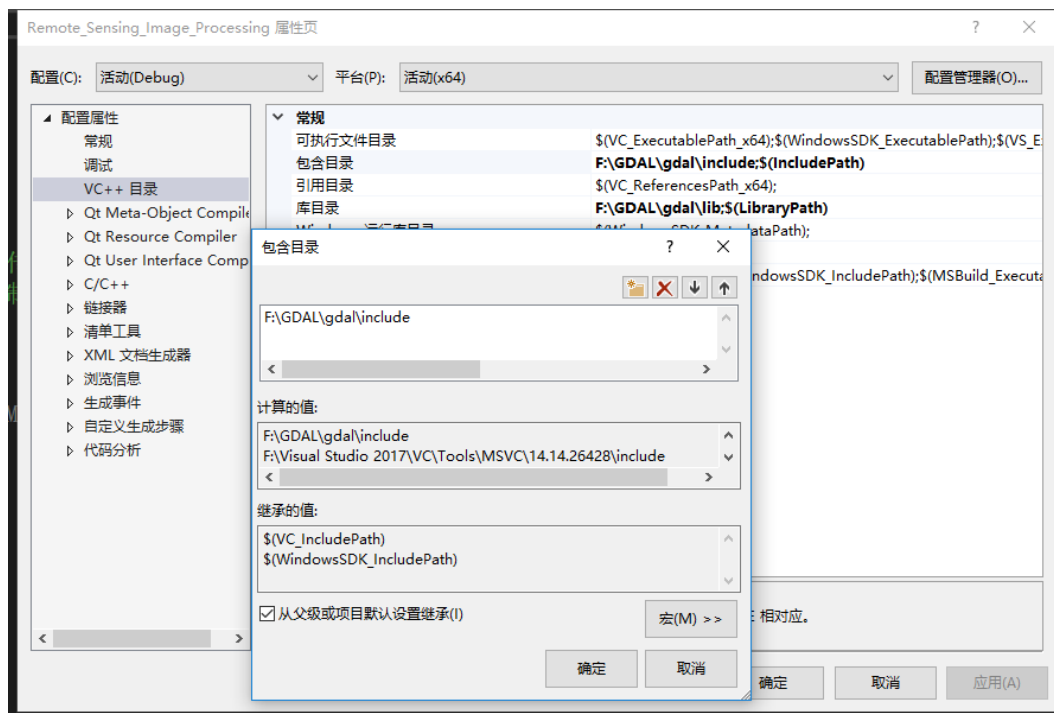 Remote_Sensing_Image_Processing 属性页
配置(C): 活动(Debug) 平台(P): 活动(x64) 配置管理器(O)...
配置属性
常规
调试
VC++ 目录
Qt Meta-Object Compile
Qt Resource Compiler
Qt User Interface Comp
C/C++
链接器
清单工具
XML 文档生成器
浏览信息
生成事件
自定义生成步骤
代码分析
常规
可执行文件目录 $(VC_ExecutablePath_x64);$(WindowsSDK_ExecutablePath);$(VS_E
包含目录 F:\GDAL\gdal\include;$(IncludePath)
引用目录 $(VC_ReferencesPath_x64);
库目录 F:\GDAL\gdal\lib;$(LibraryPath)
ataPath);
ndowsSDK_IncludePath);$(MSBuild_Executa
包含目录
F:\GDAL\gdal\include
计算的值:
F:\GDAL\gdal\include
F:\Visual Studio 2017\VC\Tools\MSVC\14.14.26428\include
继承的值:
$(VC_IncludePath)
$(WindowsSDK_IncludePath)
从父级或项目默认设置继承(I)
宏(M) >>
确定 取消
相对应。
确定 取消 应用(A)